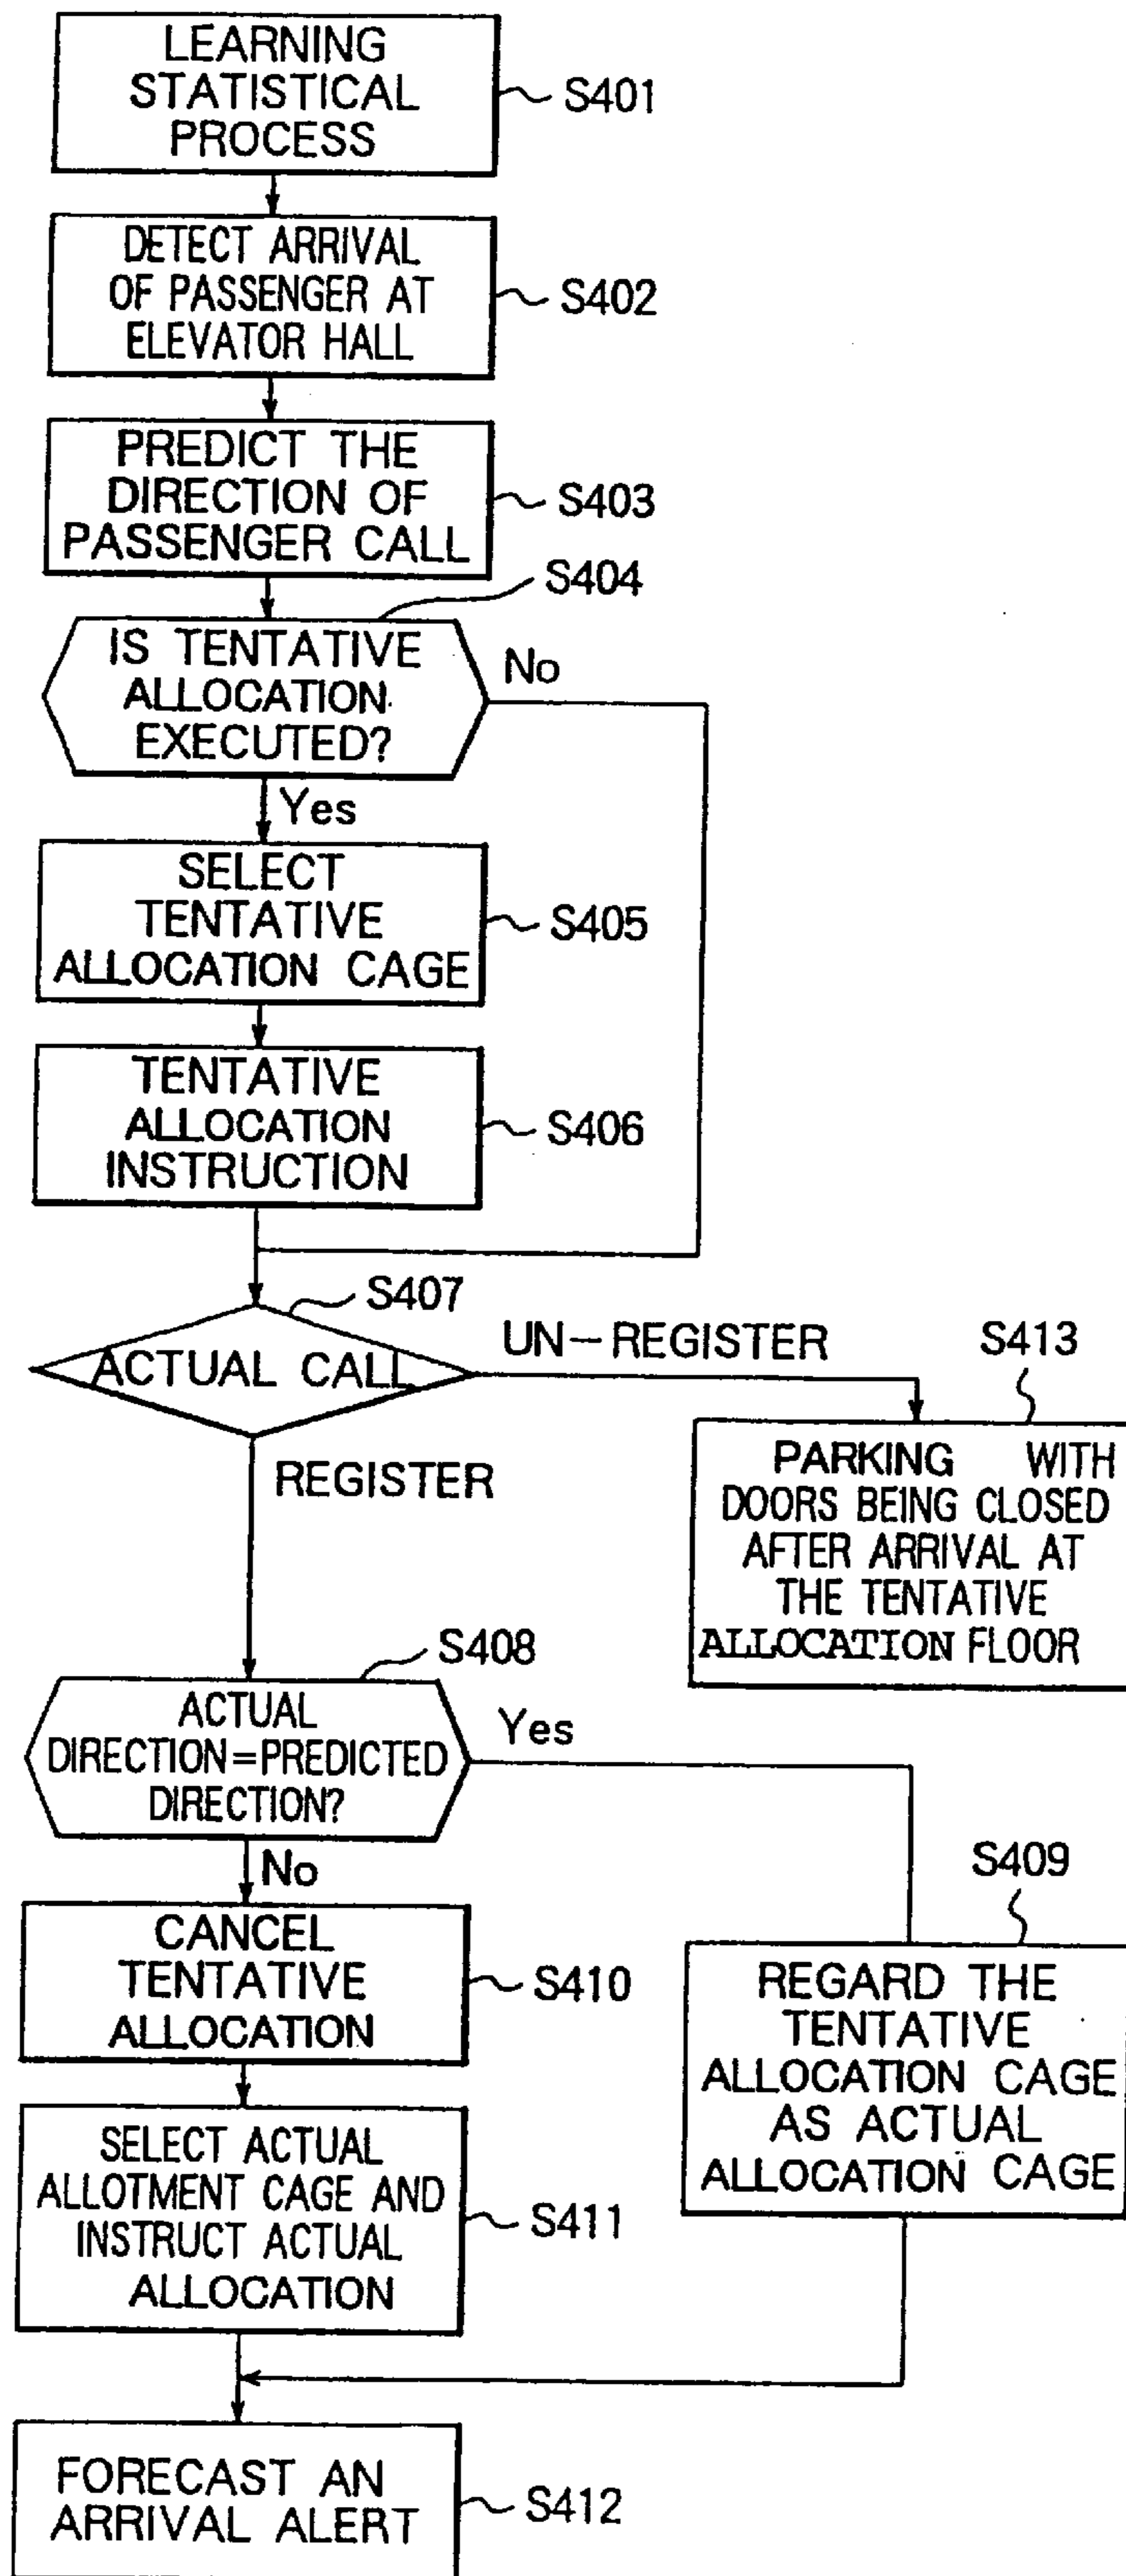 LEARNING
STATISTICAL
PROCESS
S401
DETECT ARRIVAL
OF PASSENGER AT
ELEVATOR HALL
S402
PREDICT THE
DIRECTION OF
PASSENGER CALL
S403
S404
IS TENTATIVE
ALLOCATION
EXECUTED?
No
Yes
SELECT
TENTATIVE
ALLOCATION CAGE
S405
TENTATIVE
ALLOCATION
INSTRUCTION
S406
S407
ACTUAL CALL
UN-REGISTER
REGISTER
S413
PARKING WITH
DOORS BEING CLOSED
AFTER ARRIVAL AT
THE TENTATIVE
ALLOCATION FLOOR
S408
ACTUAL
DIRECTION=PREDICTED
DIRECTION?
Yes
No
S409
REGARD THE
TENTATIVE
ALLOCATION CAGE
AS ACTUAL
ALLOCATION CAGE
CANCEL
TENTATIVE
ALLOCATION
S410
SELECT ACTUAL
ALLOTMENT CAGE AND
INSTRUCT ACTUAL
ALLOCATION
S411
FORECAST AN
ARRIVAL ALERT
S412